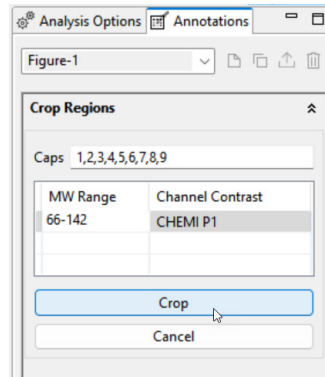 Analysis Options Annotations
Figure-1
Crop Regions
Caps 1,2,3,4,5,6,7,8,9
MW Range Channel Contrast
66-142 CHEMI P1
Crop
Cancel